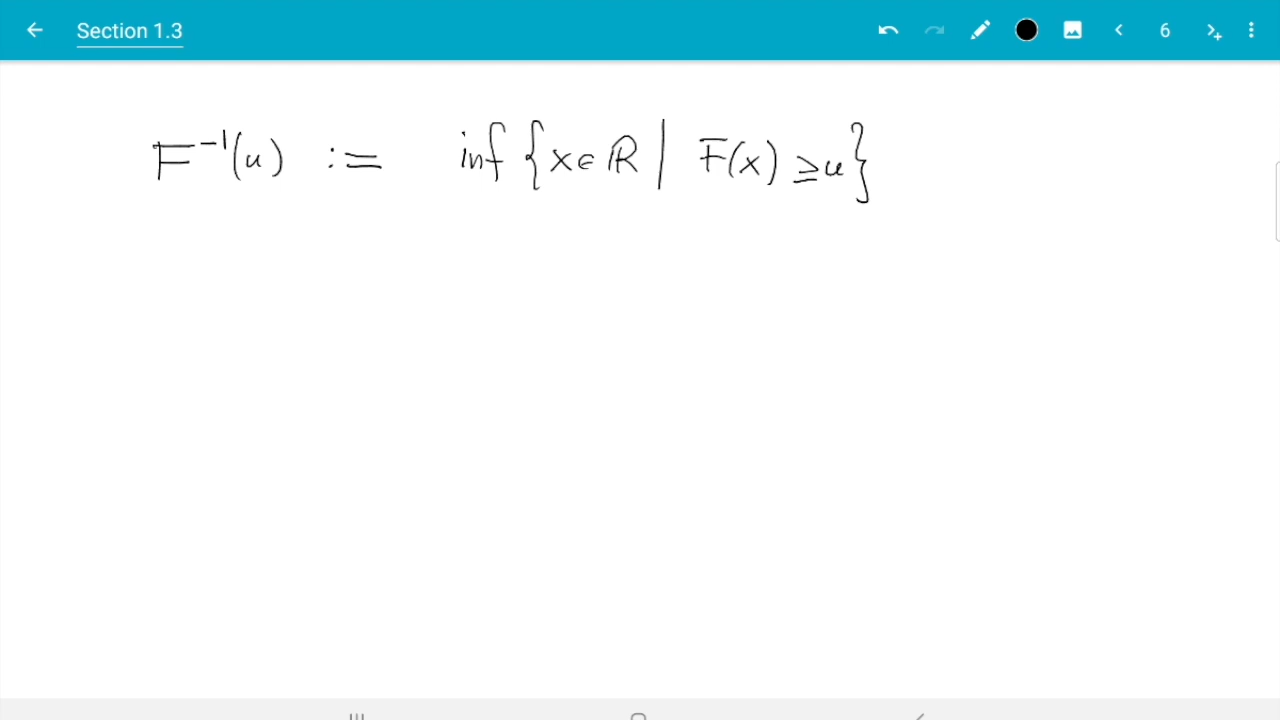 Section 1.3
6
F⁻¹(u) := inf {x∈ℝ | F(x) ≥u}